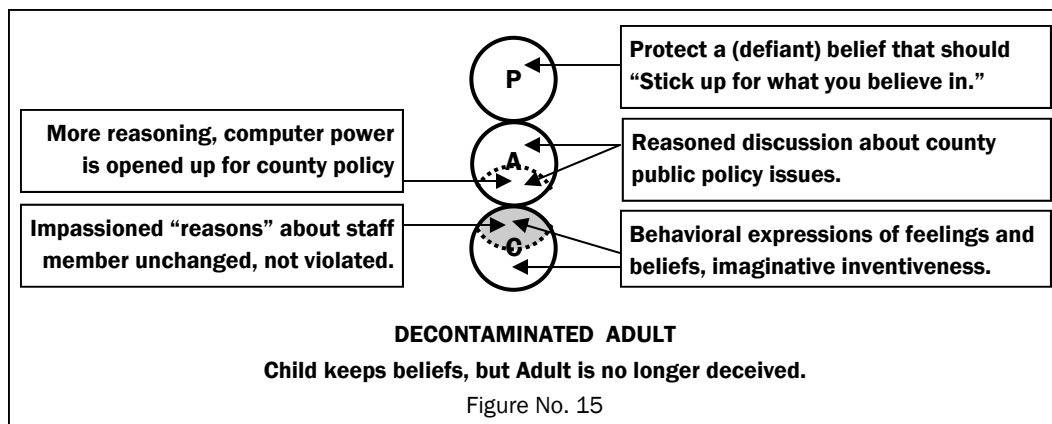 Protect a (defiant) belief that should
“Stick up for what you believe in.”
P
More reasoning, computer power
is opened up for county policy
A
Reasoned discussion about county
public policy issues.
Impassioned “reasons” about staff
member unchanged, not violated.
C
Behavioral expressions of feelings and
beliefs, imaginative inventiveness.
DECONTAMINATED ADULT
Child keeps beliefs, but Adult is no longer deceived.
Figure No. 15